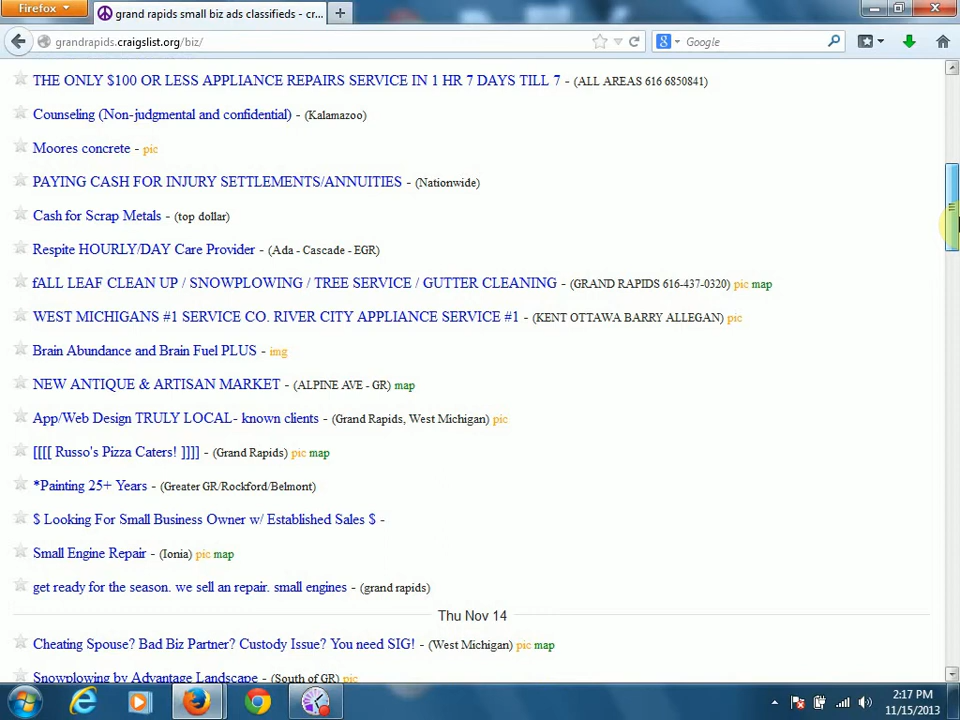 Firefox
grand rapids small biz ads classifieds - cr...
grandrapids.craigslist.org/biz/
Google
THE ONLY $100 OR LESS APPLIANCE REPAIRS SERVICE IN 1 HR 7 DAYS TILL 7 - (ALL AREAS 616 6850841)
Counseling (Non-judgmental and confidential) - (Kalamazoo)
Moores concrete - pic
PAYING CASH FOR INJURY SETTLEMENTS/ANNUITIES - (Nationwide)
Cash for Scrap Metals - (top dollar)
Respite HOURLY/DAY Care Provider - (Ada - Cascade - EGR)
fALL LEAF CLEAN UP / SNOWPLOWING / TREE SERVICE / GUTTER CLEANING - (GRAND RAPIDS 616-437-0320) pic map
WEST MICHIGANS #1 SERVICE CO. RIVER CITY APPLIANCE SERVICE #1 - (KENT OTTAWA BARRY ALLEGAN) pic
Brain Abundance and Brain Fuel PLUS - img
NEW ANTIQUE & ARTISAN MARKET - (ALPINE AVE - GR) map
App/Web Design TRULY LOCAL- known clients - (Grand Rapids, West Michigan) pic
[[[[ Russo's Pizza Caters! ]]]] - (Grand Rapids) pic map
*Painting 25+ Years - (Greater GR/Rockford/Belmont)
$ Looking For Small Business Owner w/ Established Sales $ -
Small Engine Repair - (Ionia) pic map
get ready for the season. we sell an repair. small engines - (grand rapids)
Thu Nov 14
Cheating Spouse? Bad Biz Partner? Custody Issue? You need SIG! - (West Michigan) pic map
Snowplowing by Advantage Landscape - (South of GR) pic
2:17 PM
11/15/2013